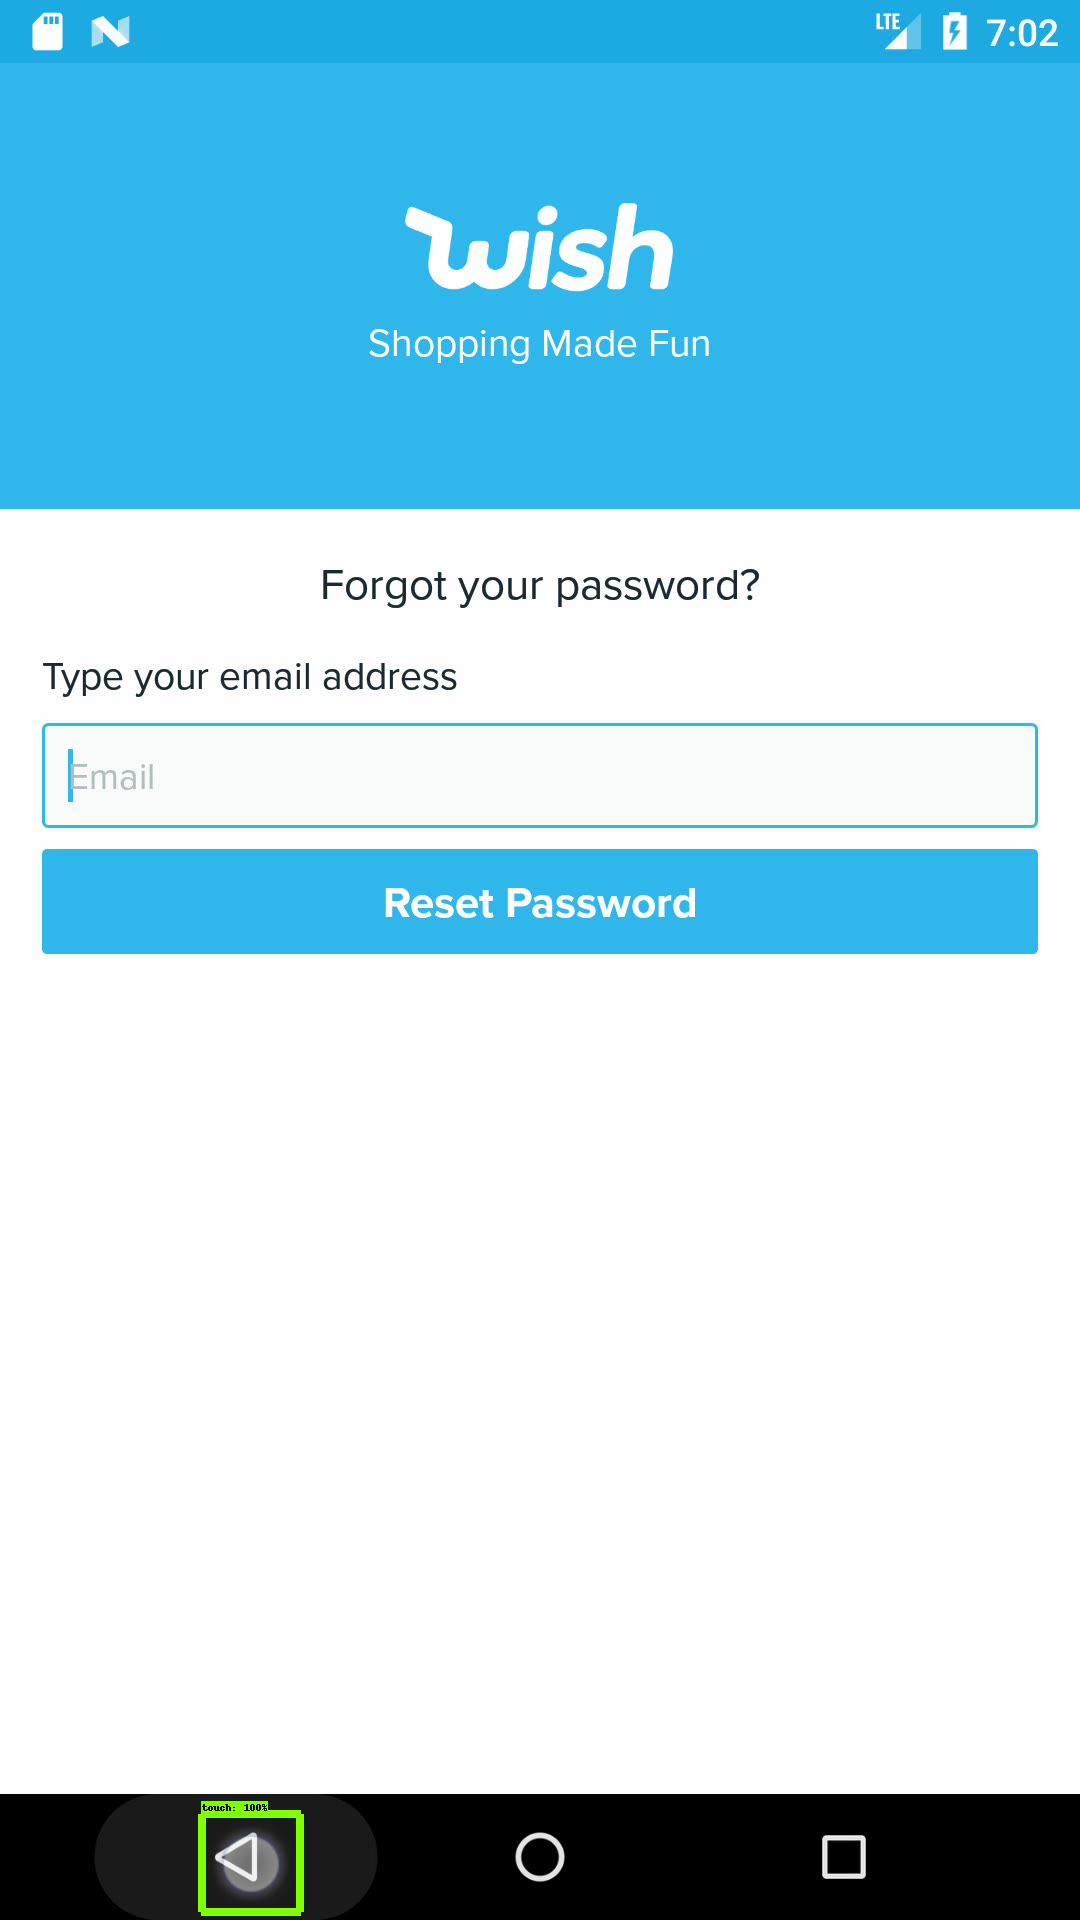 LTE 7:02
wish
Shopping Made Fun
Forgot your password?
Type your email address
Email
Reset Password
touch: 100%